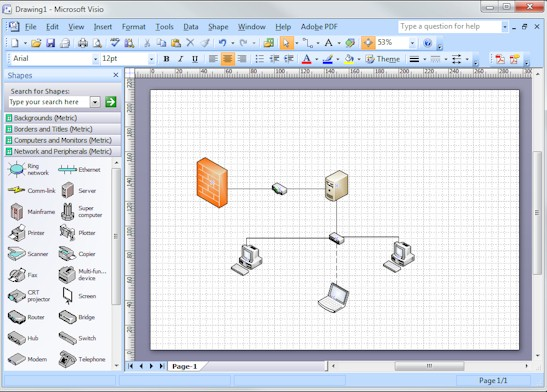 Drawing1 - Microsoft Visio
File Edit View Insert Format Tools Data Shape Window Help Adobe PDF
Type a question for help
53%
Arial 12pt
B I U Theme
Shapes
Search for Shapes:
Type your search here
Backgrounds (Metric)
Borders and Titles (Metric)
Computers and Monitors (Metric)
Network and Peripherals (Metric)
Ring network Ethernet
Comm-link Server
Mainframe Super computer
Printer Plotter
Scanner Copier
Fax Multi-fun... device
CRT projector Screen
Router Bridge
Hub Switch
Modem Telephone
Page-1
Page 1/1